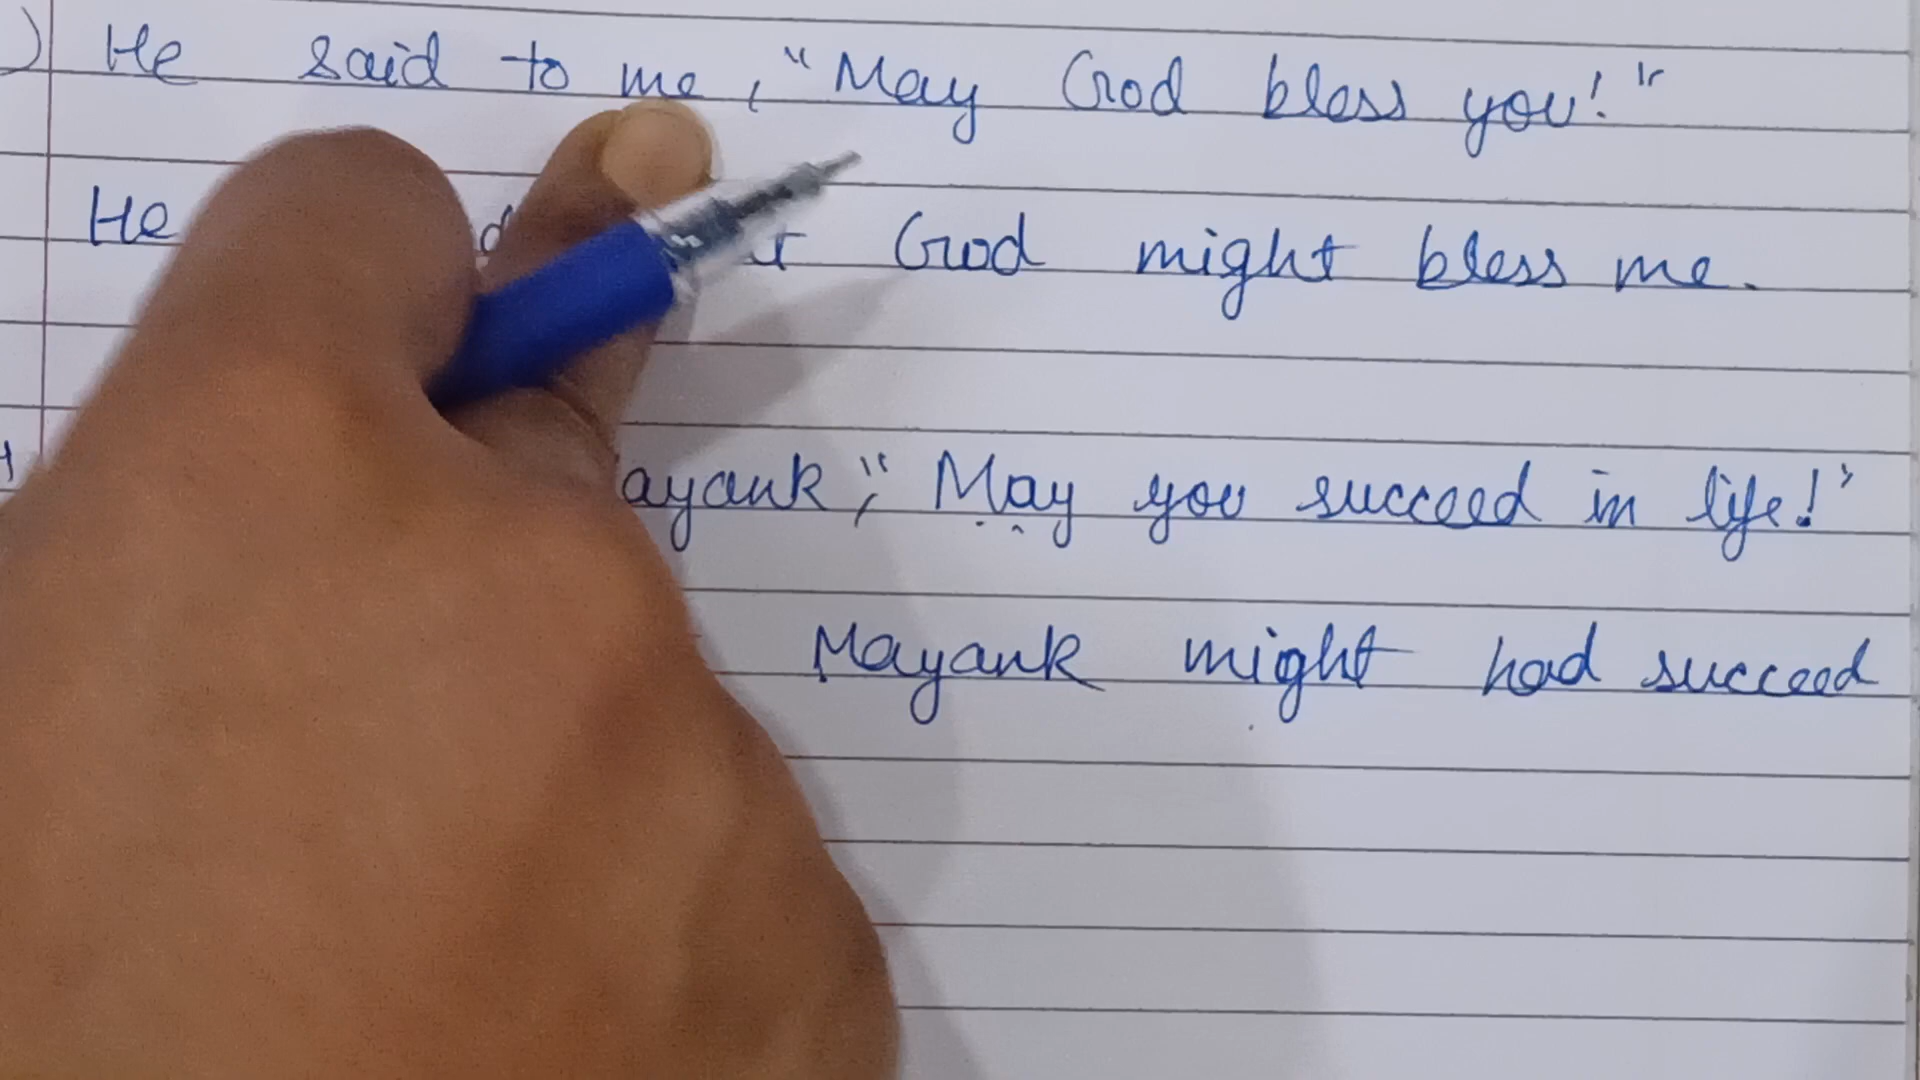 ) He said to me, "May God bless you!"
He God might bless me.
ayank," May you succeed in life!"
Mayank might had succeed